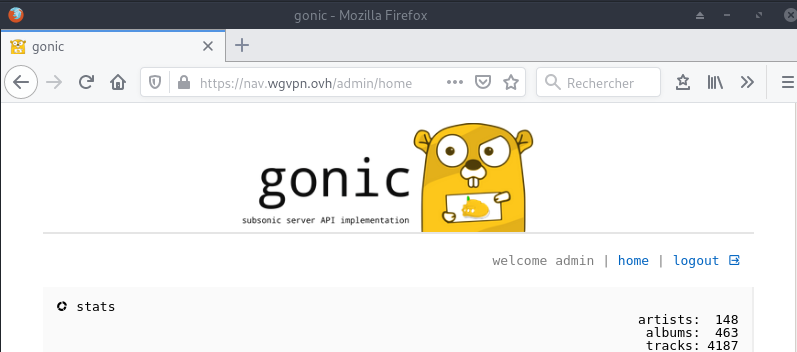 gonic - Mozilla Firefox
gonic
https://nav.wgvpn.ovh/admin/home
Rechercher
gonic
subsonic server API implementation
welcome admin | home | logout
stats
artists: 148
albums: 463
tracks: 4187